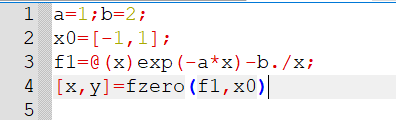 1 a=1;b=2;
2 x0=[-1,1];
3 f1=@(x)exp(-a*x)-b./x;
4 [x,y]=fzero(f1,x0)
5